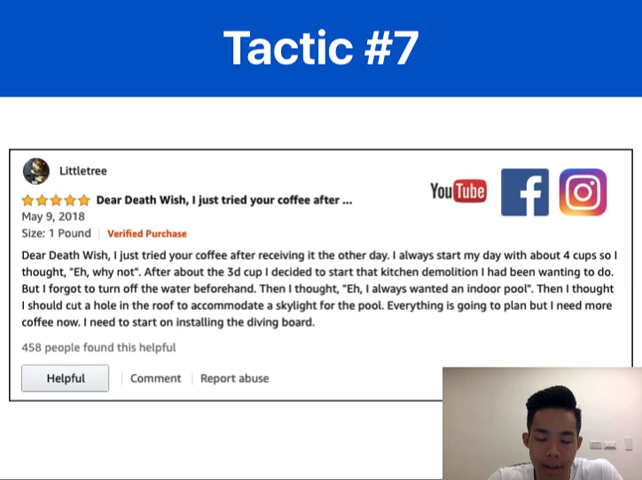 Tactic #7
Littletree
YouTube
Dear Death Wish, I just tried your coffee after ...
May 9, 2018
Size: 1 Pound | Verified Purchase
Dear Death Wish, I just tried your coffee after receiving it the other day. I always start my day with about 4 cups so I
thought, "Eh, why not". After about the 3d cup I decided to start that kitchen demolition I had been wanting to do.
But I forgot to turn off the water beforehand. Then I thought, "Eh, I always wanted an indoor pool". Then I thought
I should cut a hole in the roof to accommodate a skylight for the pool. Everything is going to plan but I need more
coffee now. I need to start on installing the diving board.
458 people found this helpful
Helpful | Comment | Report abuse